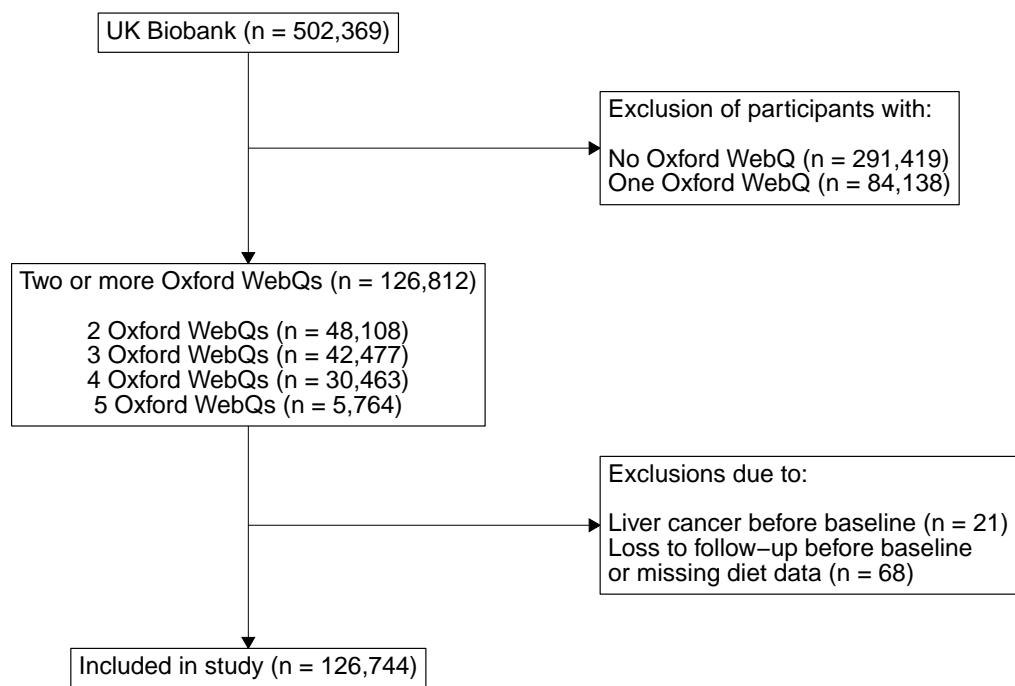 UK Biobank (n = 502,369)
Exclusion of participants with:
No Oxford WebQ (n = 291,419)
One Oxford WebQ (n = 84,138)
Two or more Oxford WebQs (n = 126,812)
2 Oxford WebQs (n = 48,108)
3 Oxford WebQs (n = 42,477)
4 Oxford WebQs (n = 30,463)
5 Oxford WebQs (n = 5,764)
Exclusions due to:
Liver cancer before baseline (n = 21)
Loss to follow−up before baseline
or missing diet data (n = 68)
Included in study (n = 126,744)